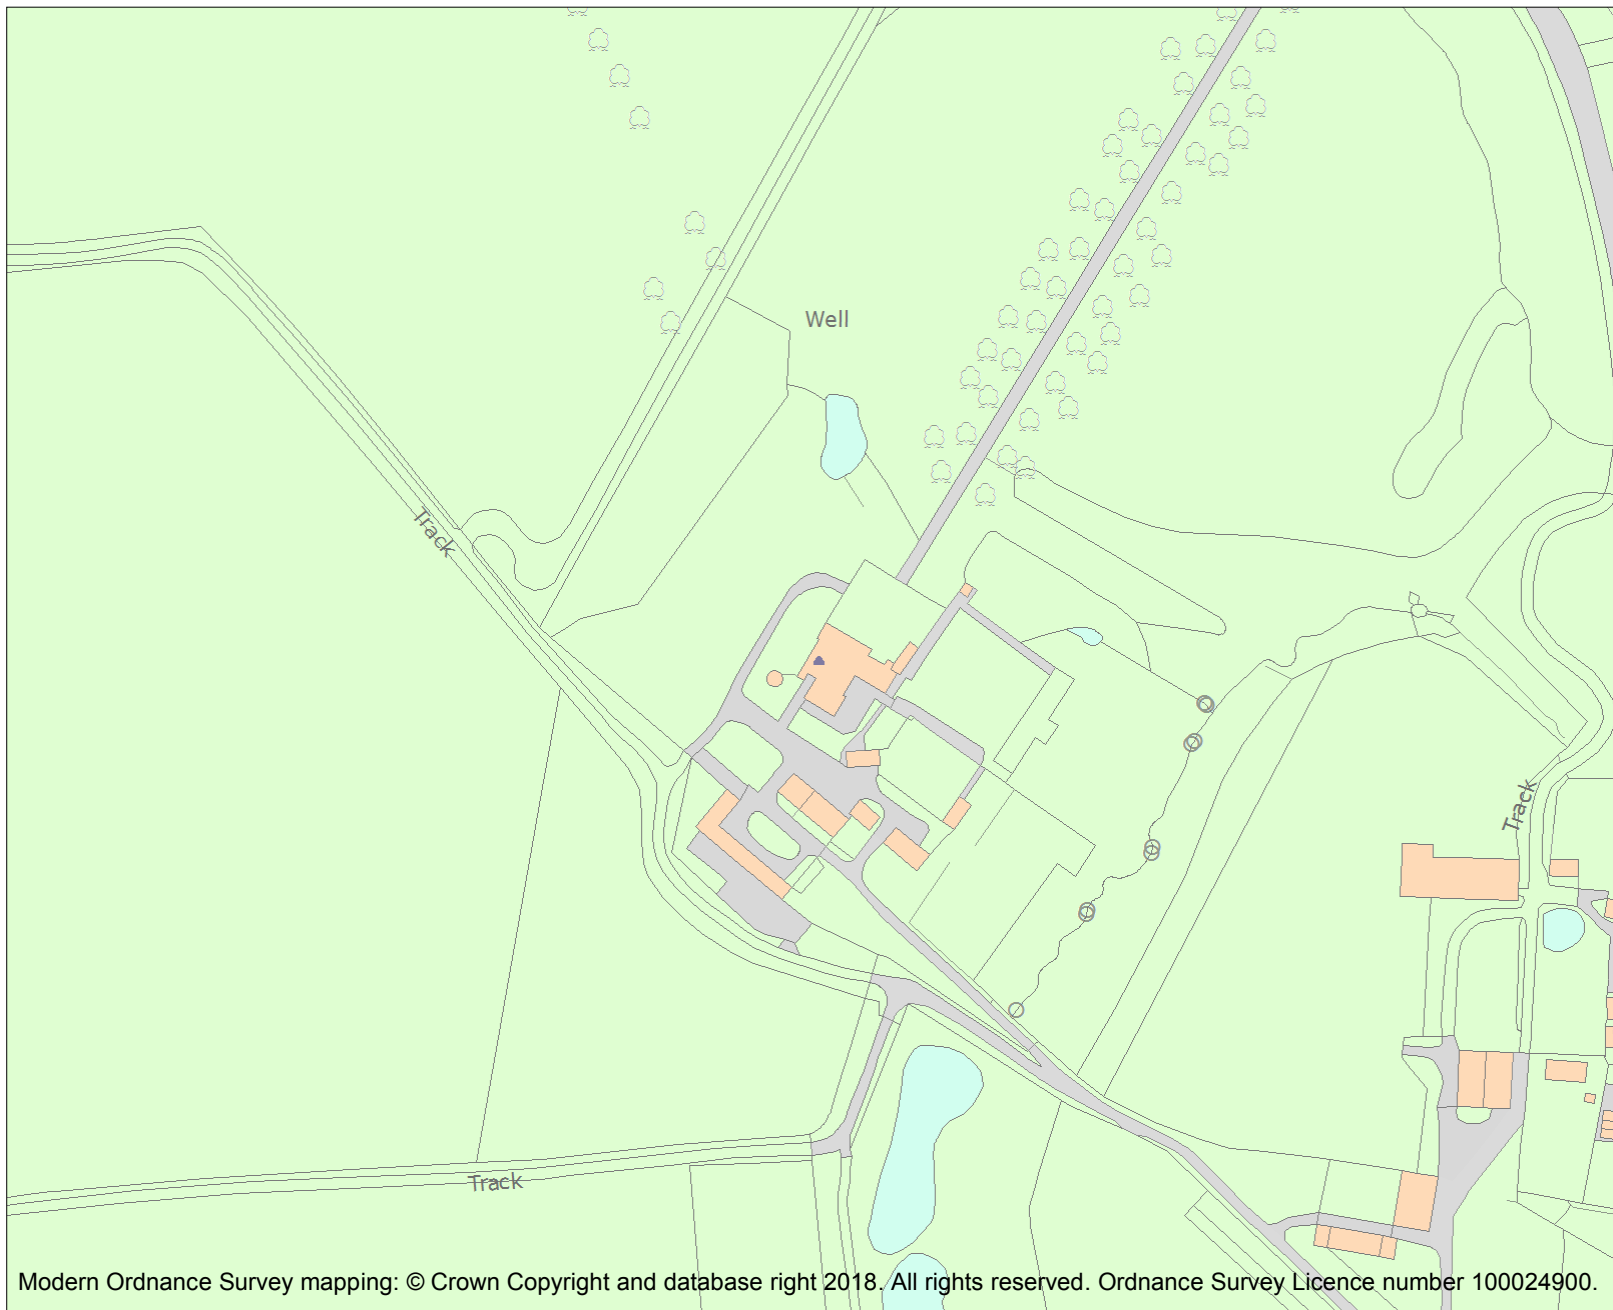 Well
Track
Track
Track
Modern Ordnance Survey mapping: © Crown Copyright and database right 2018. All rights reserved. Ordnance Survey Licence number 100024900.